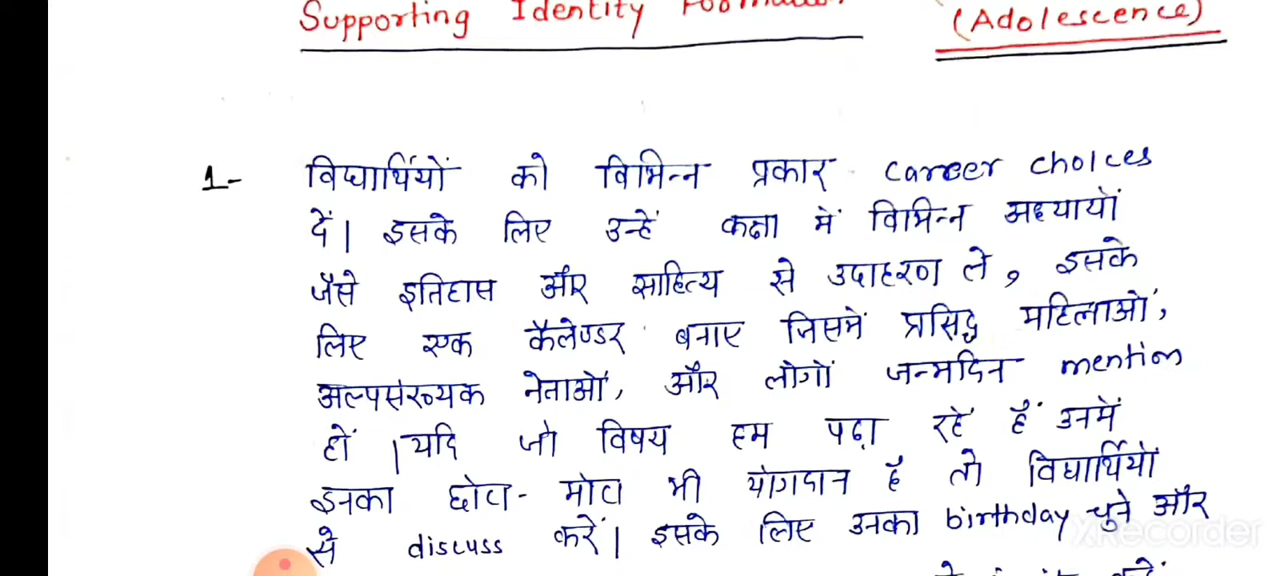 Supporting Identity Formation (Adolescence)
1- विद्यार्थियों को विभिन्न प्रकार career choices
दें। इसके लिए उन्हें कक्षा में विभिन्न अध्यायों
जैसे इतिहास और साहित्य से उदाहरण ले, इसके
लिए एक कैलेण्डर बनाए जिसमें प्रसिद्ध महिलाओं,
अल्पसंख्यक नेताओं, और लोगों जन्मदिन mention
हों। यदि जो विषय हम पढ़ा रहे हैं उनमें
इनका छोटा-मोटा भी योगदान है तो विद्यार्थियों
से discuss करें। इसके लिए उनका birthday चुने और
XRecorder